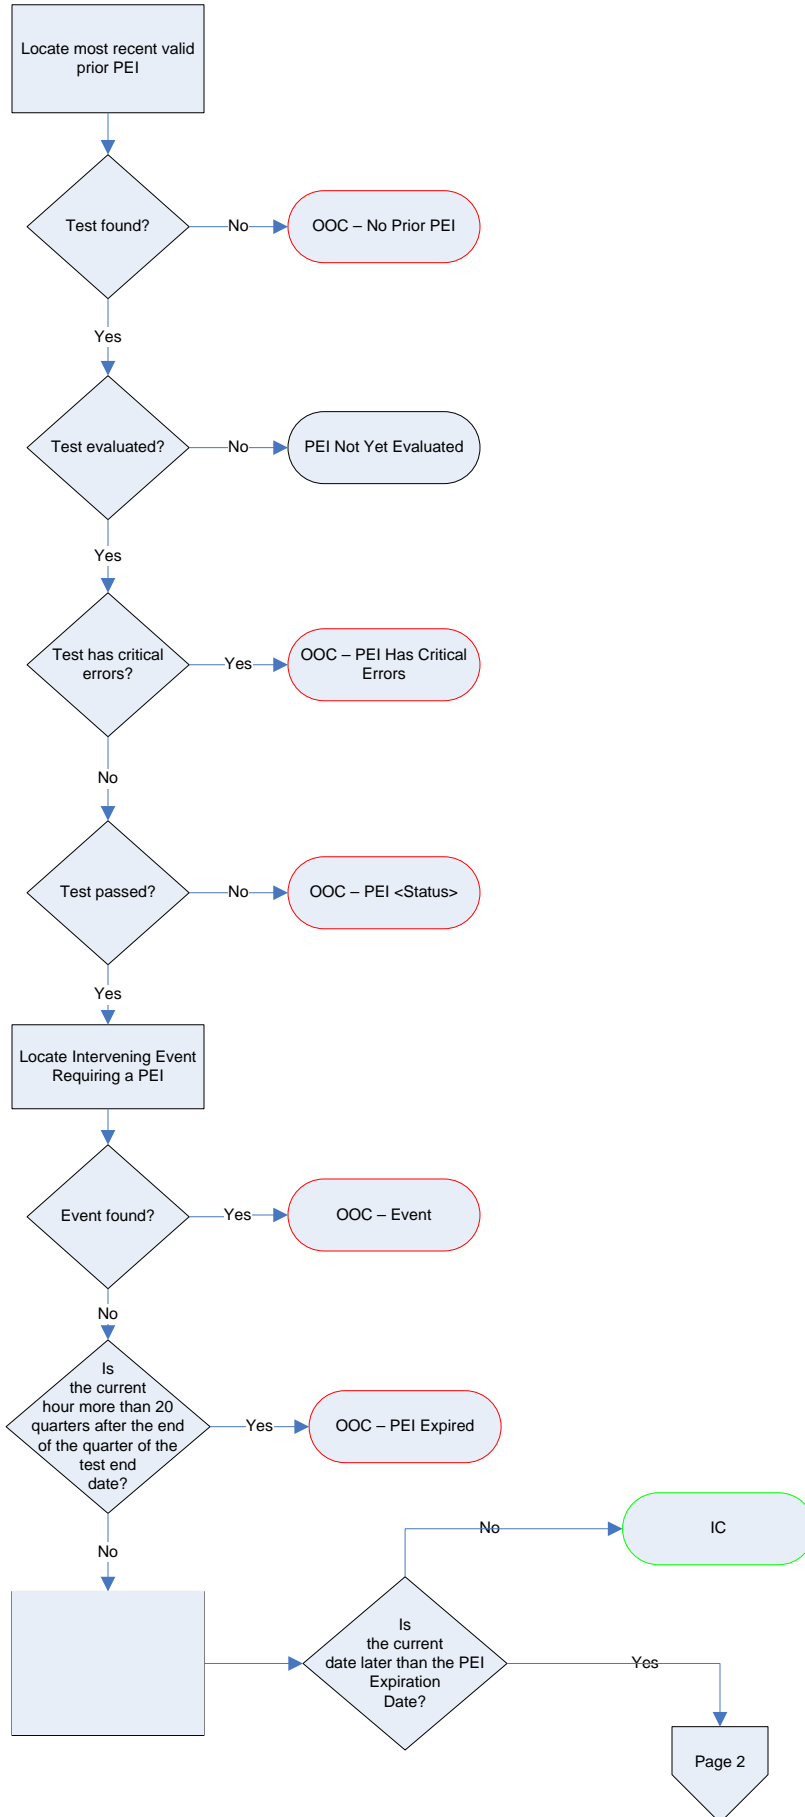 Locate most recent valid
prior PEI
Test found?
No
OOC – No Prior PEI
Yes
Test evaluated?
No
PEI Not Yet Evaluated
Yes
Test has critical
errors?
Yes
OOC – PEI Has Critical
Errors
No
Test passed?
No
OOC – PEI <Status>
Yes
Locate Intervening Event
Requiring a PEI
Event found?
Yes
OOC – Event
No
Is
the current
hour more than 20
quarters after the end
of the quarter of the
test end
date?
Yes
OOC – PEI Expired
No
Is
the current
date later than the PEI
Expiration
Date?
No
IC
Yes
Page 2